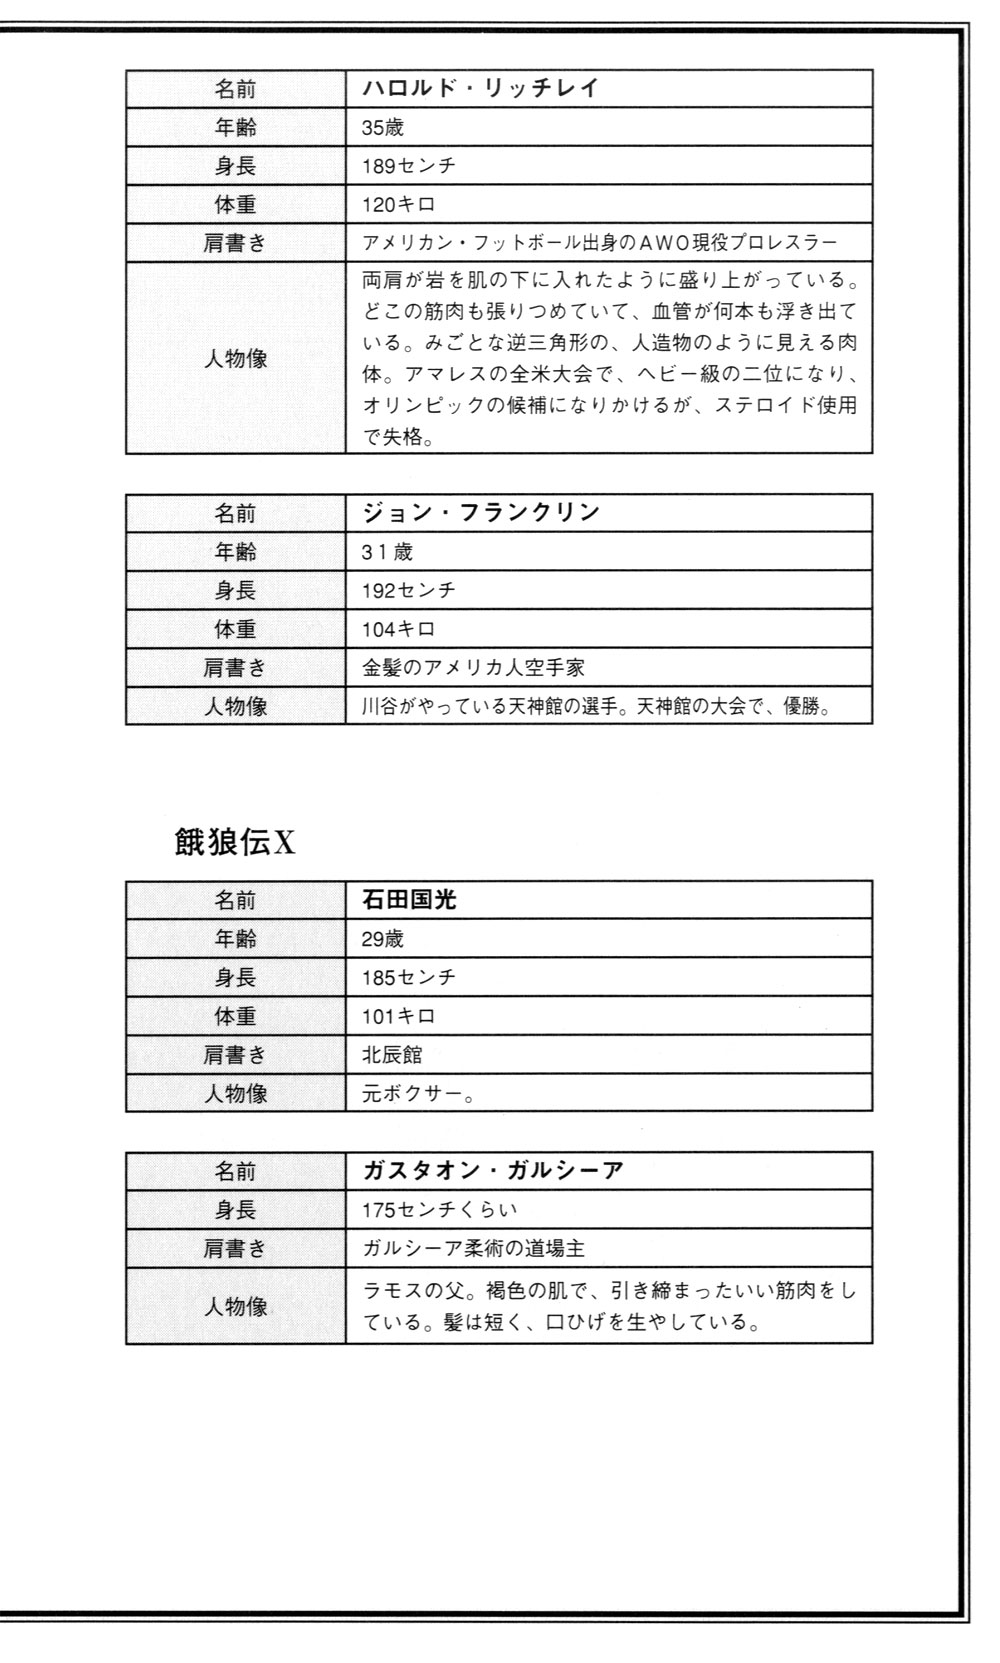 名前 ハロルド・リッチレイ
年齢 35歳
身長 189センチ
体重 120キロ
肩書き アメリカン・フットボール出身のAWO現役プロレスラー
人物像 両肩が岩を肌の下に入れたように盛り上がっている。
どこの筋肉も張りつめていて、血管が何本も浮き出て
いる。みごとな逆三角形の、人造物のように見える肉
体。アマレスの全米大会で、ヘビー級の二位になり、
オリンピックの候補になりかけるが、ステロイド使用
で失格。
名前 ジョン・フランクリン
年齢 31歳
身長 192センチ
体重 104キロ
肩書き 金髪のアメリカ人空手家
人物像 川谷がやっている天神館の選手。天神館の大会で、優勝。
餓狼伝X
名前 石田国光
年齢 29歳
身長 185センチ
体重 101キロ
肩書き 北辰館
人物像 元ボクサー。
名前 ガスタオン・ガルシーア
身長 175センチくらい
肩書き ガルシーア柔術の道場主
人物像 ラモスの父。褐色の肌で、引き締まったいい筋肉をし
ている。髪は短く、口ひげを生やしている。